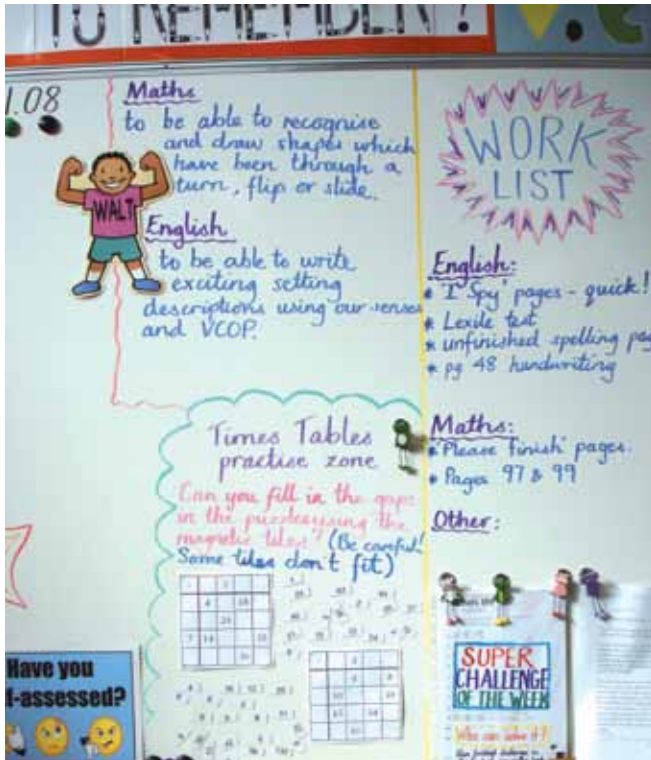 TO REMEMBER!
1.08
Maths
to be able to recognise
and draw shapes which
have been through a
turn, flip or slide.
WALT
English
to be able to write
exciting setting
descriptions using our senses
and VCOP.
WORK
LIST
English:
* 'I Spy' pages - quick!
* Lexile test
* unfinished spelling pag
* pg 48 handwriting
Maths:
* 'Please finish' pages.
* Pages 97 & 99
Other:
Times Tables
practise zone
Can you fill in the gaps
in the puzzles using the
magnetic tiles? (Be careful!
Some tiles don't fit)
Have you
f-assessed?
SUPER
CHALLENGE
OF THE WEEK
Who can solve it?